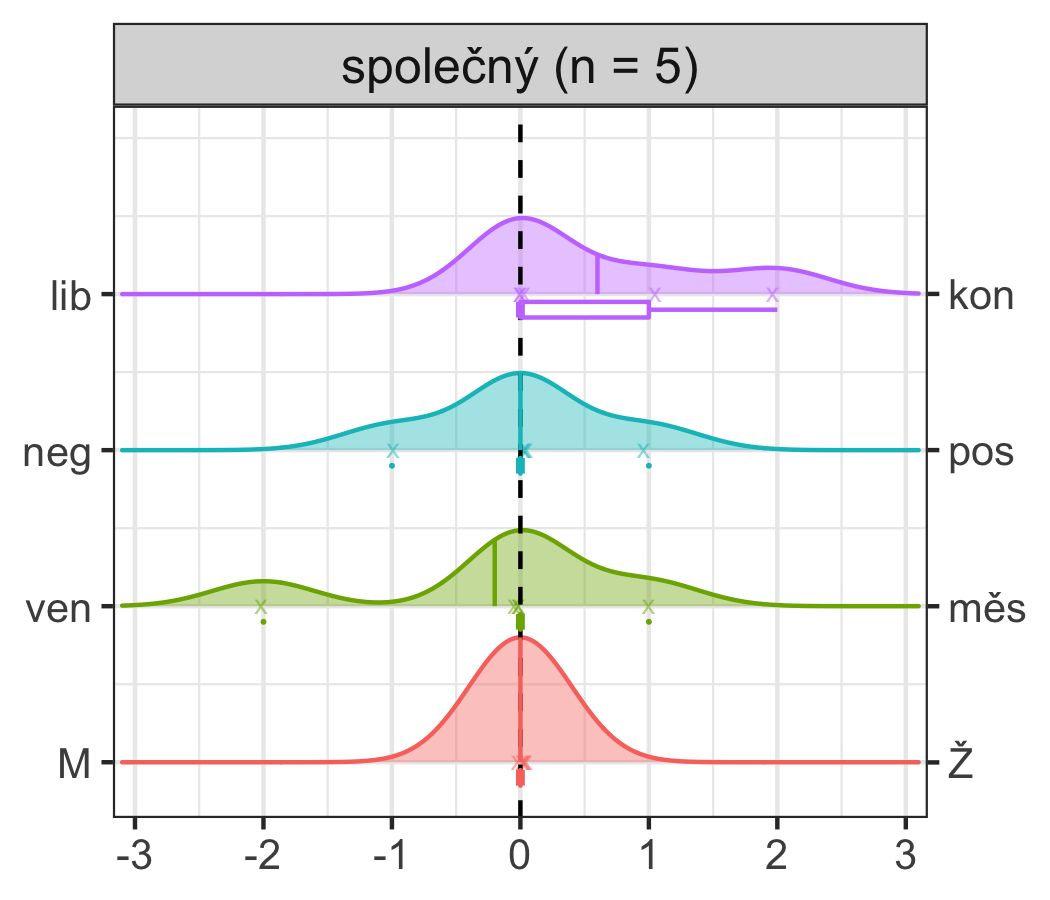 společný (n = 5)
lib kon
neg pos
ven měs
M Ž
-3 -2 -1 0 1 2 3